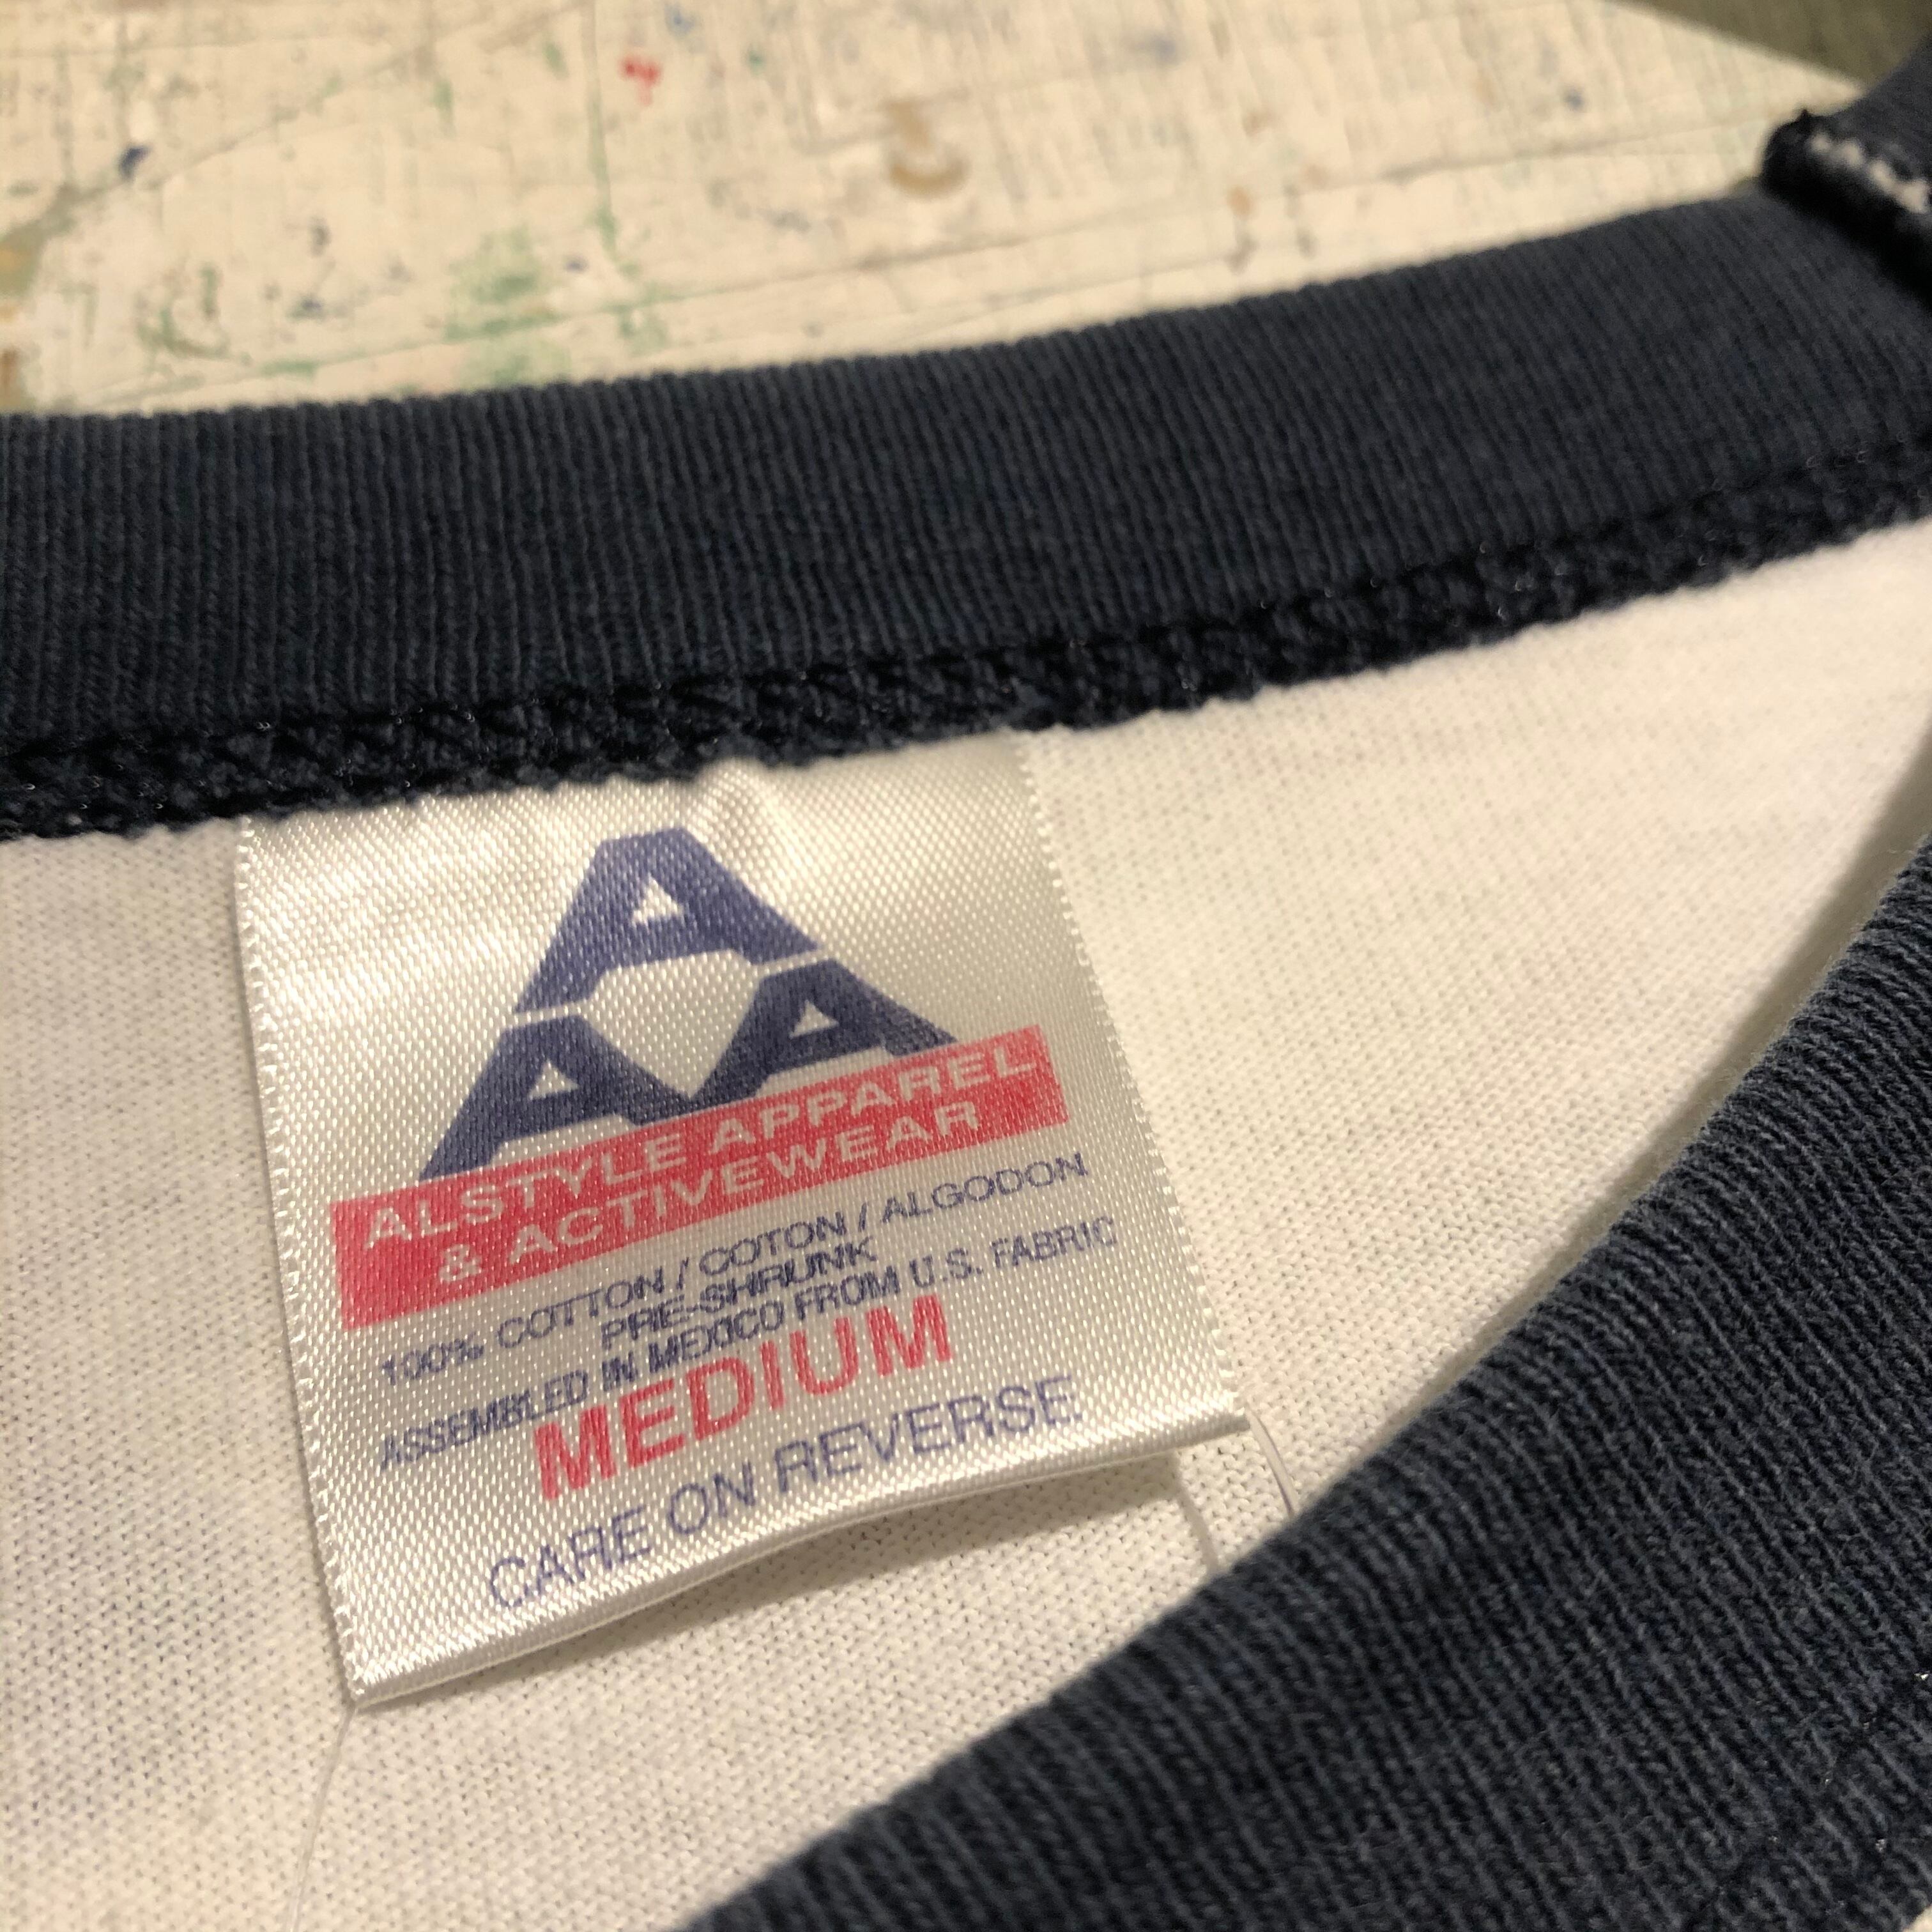 A
A A
ALSTYLE APPAREL
& ACTIVEWEAR
100% COTTON / COTON / ALGODON
PRE-SHRUNK
ASSEMBLED IN MEXICO FROM U.S. FABRIC
MEDIUM
CARE ON REVERSE